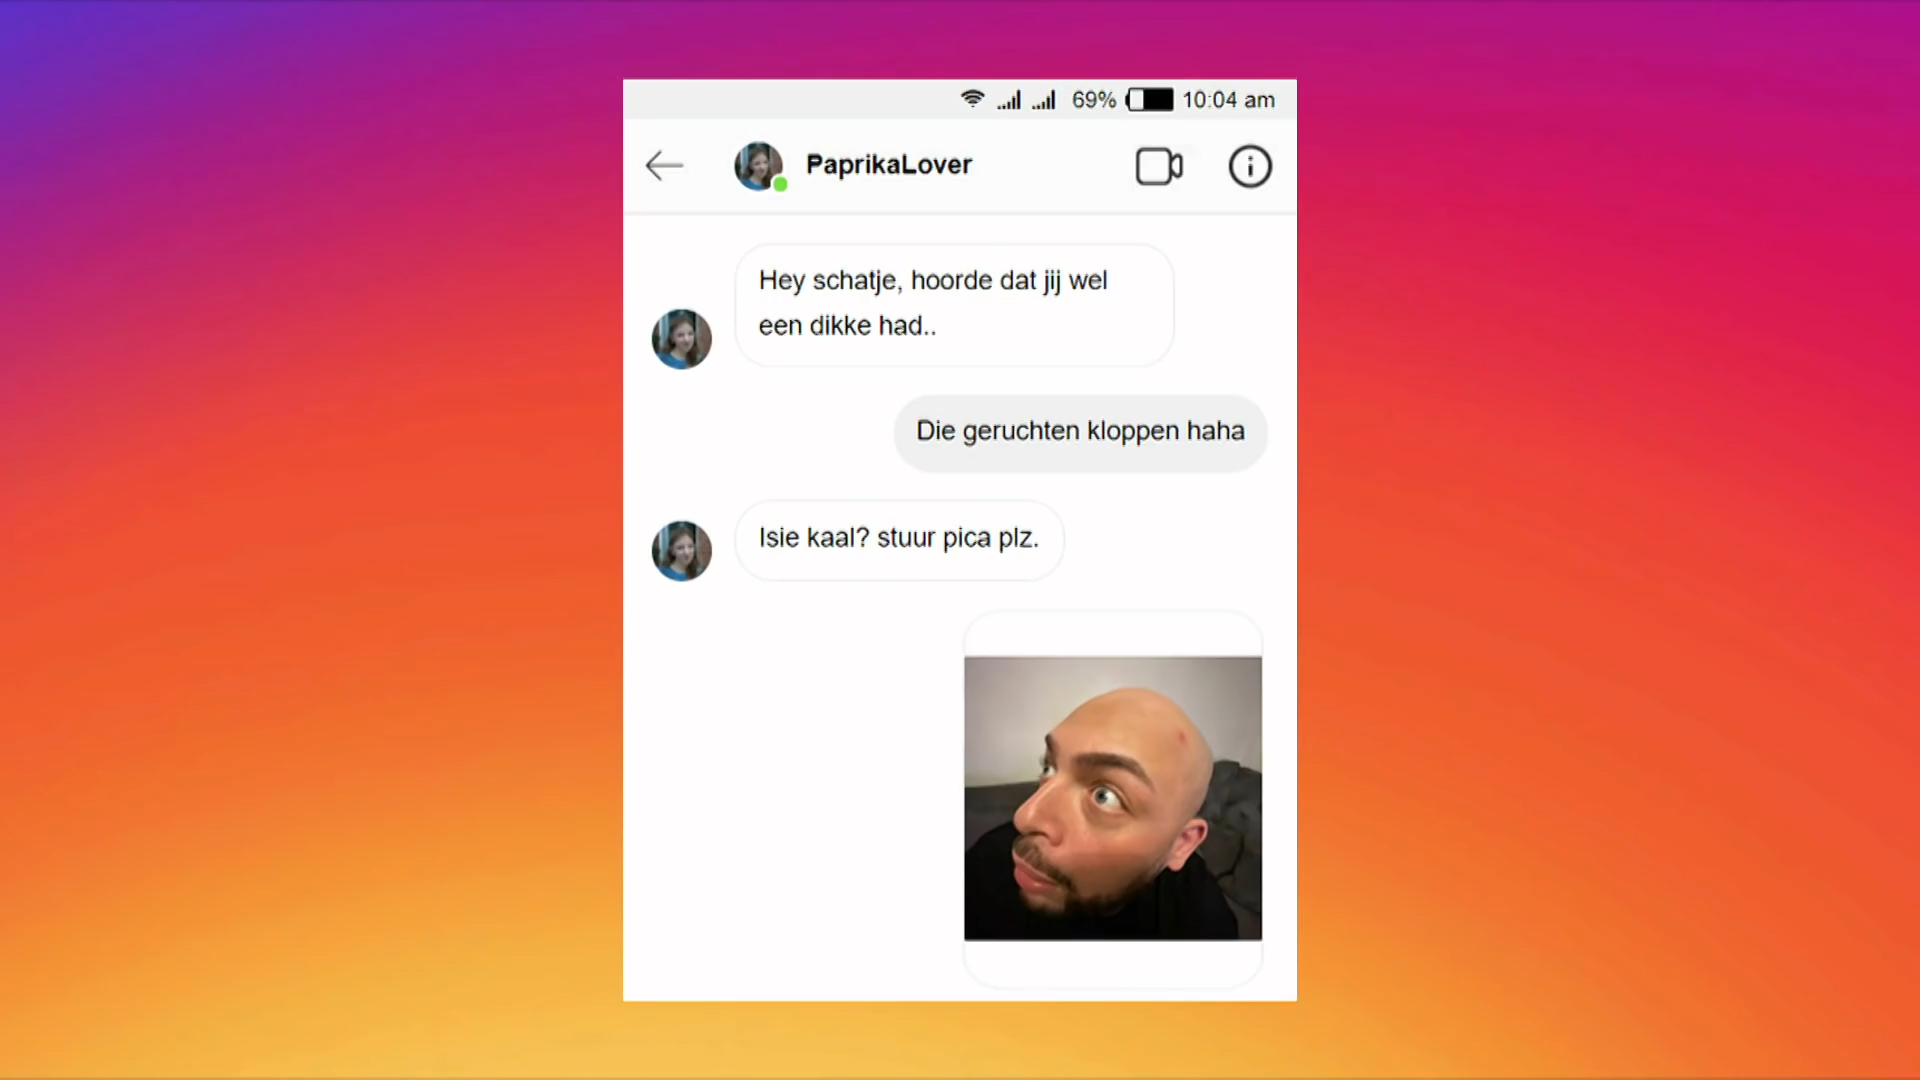 69% 10:04 am
PaprikaLover
Hey schatje, hoorde dat jij wel
een dikke had..
Die geruchten kloppen haha
Isie kaal? stuur pica plz.